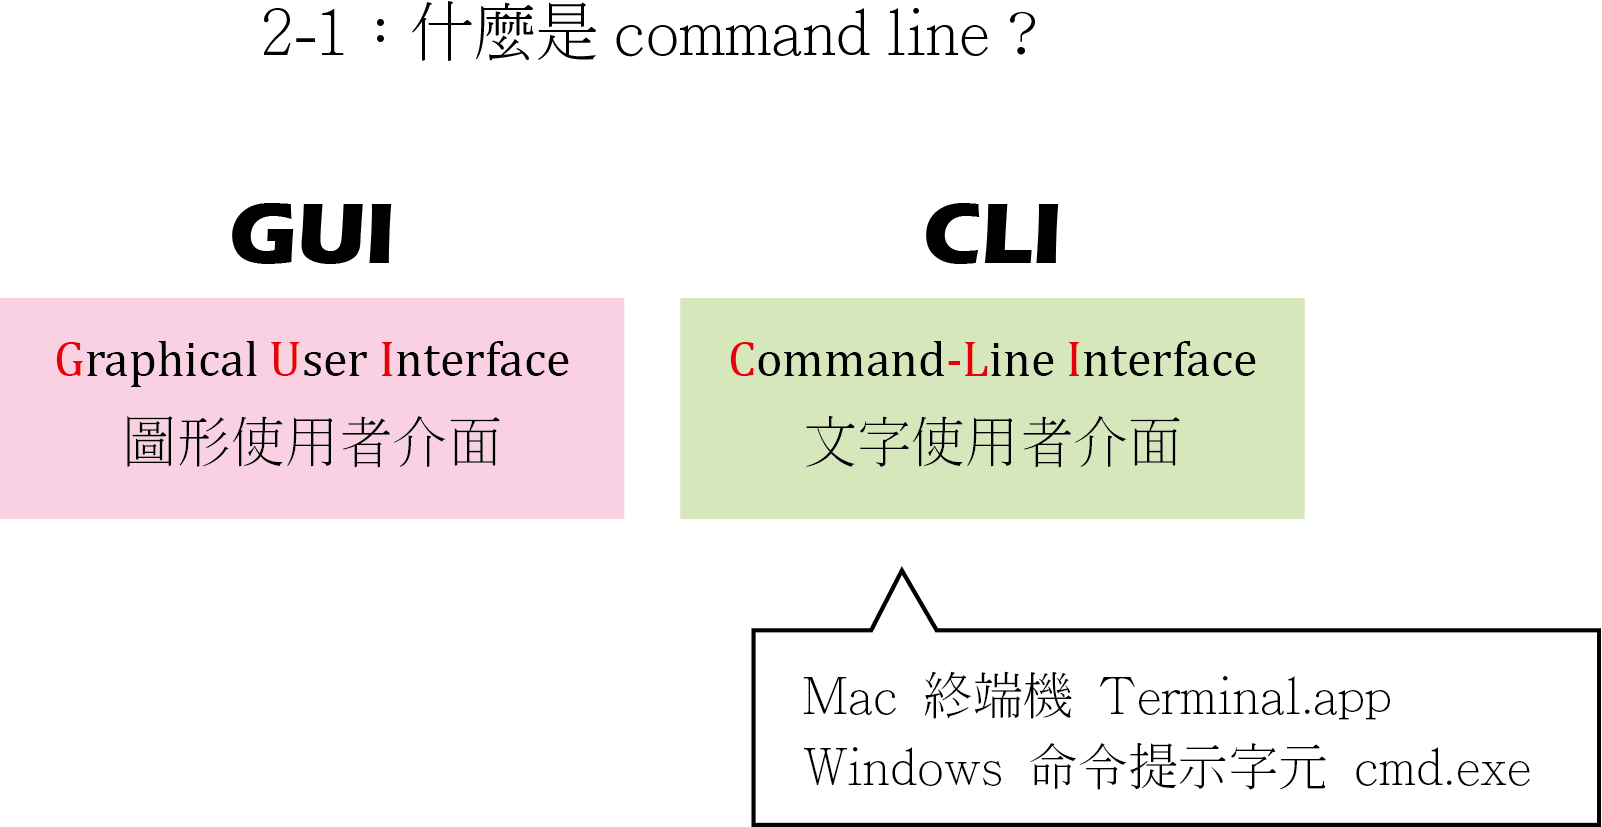 2-1：什麼是 command line？
GUI
CLI
Graphical User Interface
圖形使用者介面
Command-Line Interface
文字使用者介面
Mac 終端機 Terminal.app
Windows 命令提示字元 cmd.exe